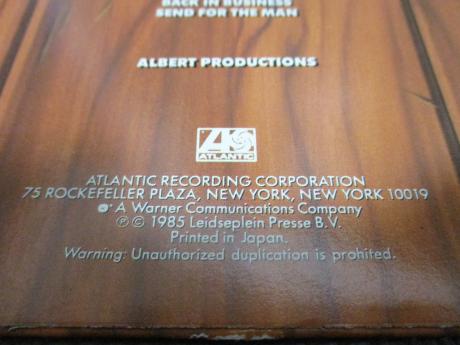 BACK IN BUSINESS
SEND FOR THE MAN
ALBERT PRODUCTIONS
ATLANTIC
ATLANTIC RECORDING CORPORATION
75 ROCKEFELLER PLAZA, NEW YORK, NEW YORK 10019
A Warner Communications Company
℗ © 1985 Leidseplein Presse B.V.
Printed in Japan.
Warning: Unauthorized duplication is prohited.